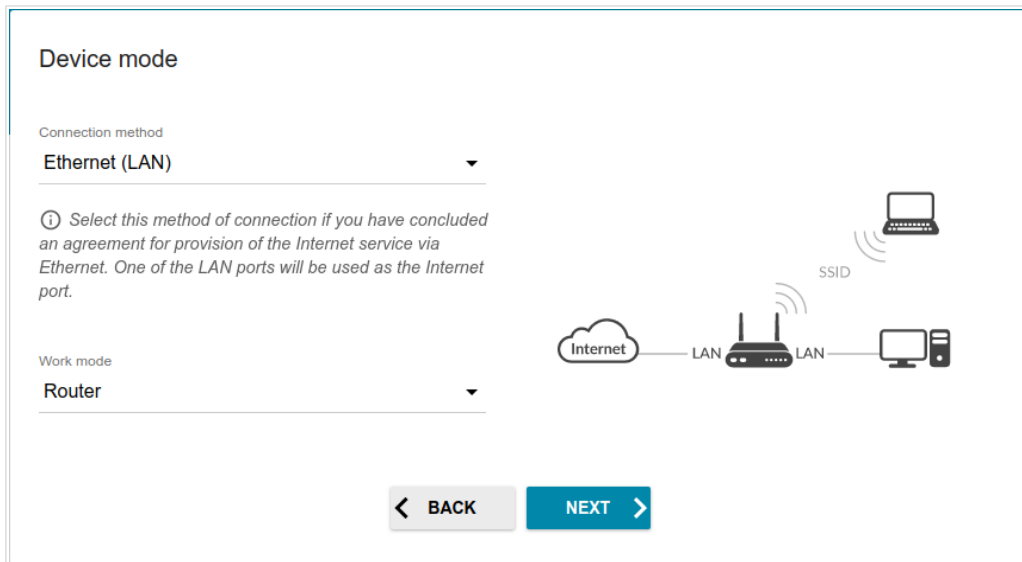 Device mode
Connection method
Ethernet (LAN)
Select this method of connection if you have concluded
an agreement for provision of the Internet service via
Ethernet. One of the LAN ports will be used as the Internet
port.
Work mode
Router
SSID
Internet
LAN
LAN
BACK
NEXT